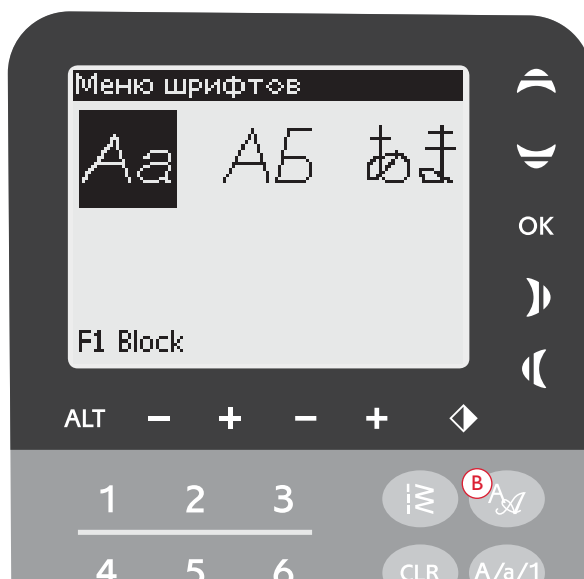 Меню шрифтов
Aa АБ あま
F1 Block
OK
ALT − + − +
1 2 3
B
4 5 6 CLR A/a/1